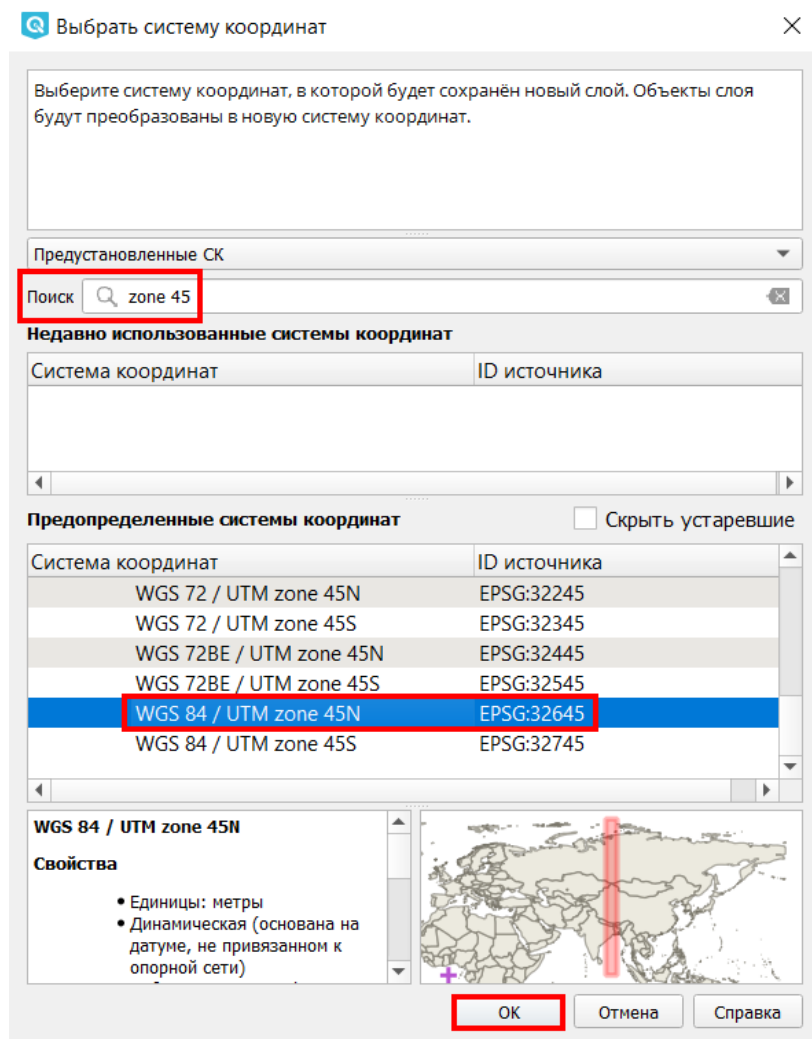 Выбрать систему координат
Выберите систему координат, в которой будет сохранён новый слой. Объекты слоя
будут преобразованы в новую систему координат.
Предустановленные СК
Поиск zone 45
Недавно использованные системы координат
Система координат ID источника
Предопределенные системы координат Скрыть устаревшие
Система координат ID источника
WGS 72 / UTM zone 45N EPSG:32245
WGS 72 / UTM zone 45S EPSG:32345
WGS 72BE / UTM zone 45N EPSG:32445
WGS 72BE / UTM zone 45S EPSG:32545
WGS 84 / UTM zone 45N EPSG:32645
WGS 84 / UTM zone 45S EPSG:32745
WGS 84 / UTM zone 45N
Свойства
• Единицы: метры
• Динамическая (основана на
датуме, не привязанном к
опорной сети)
OK Отмена Справка